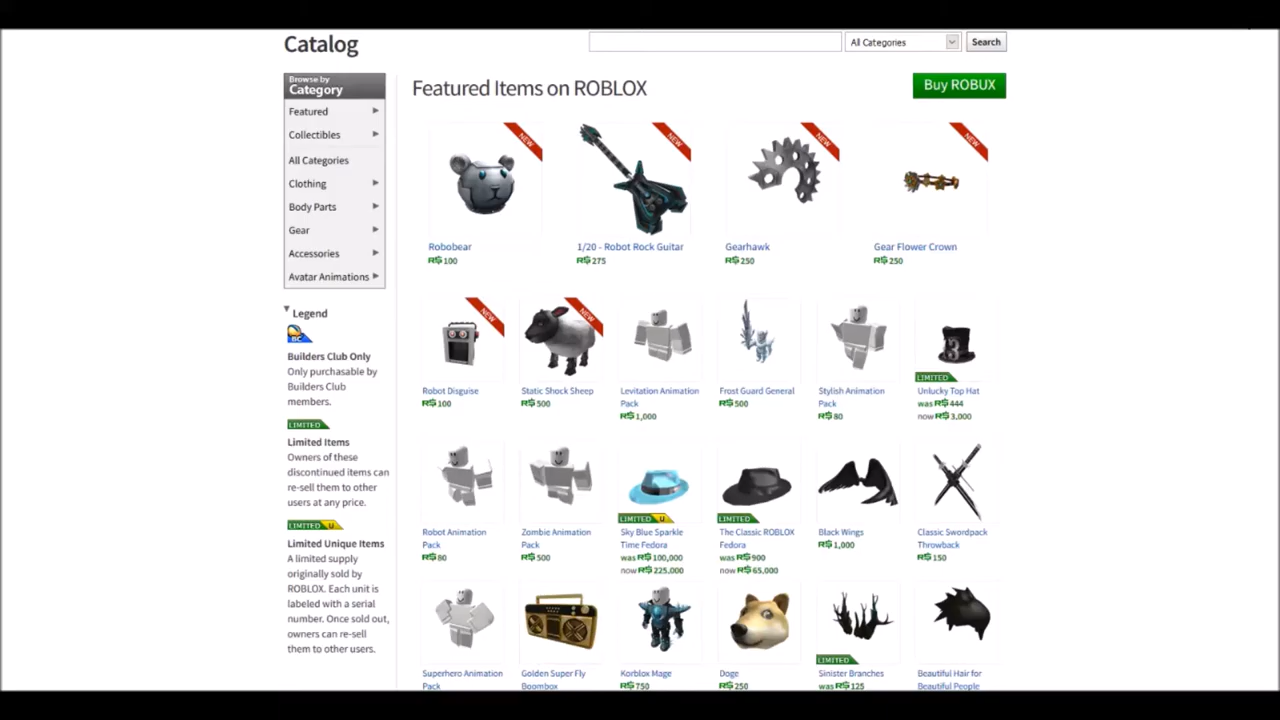 Catalog
All Categories
Search
Browse by
Category
Featured
Collectibles
All Categories
Clothing
Body Parts
Gear
Accessories
Avatar Animations
Legend
BC
Builders Club Only
Only purchasable by
Builders Club
members.
LIMITED
Limited Items
Owners of these
discontinued items can
re-sell them to other
users at any price.
LIMITED U
Limited Unique Items
A limited supply
originally sold by
ROBLOX. Each unit is
labeled with a serial
number. Once sold out,
owners can re-sell
them to other users.
Featured Items on ROBLOX
Buy ROBUX
NEW
Robobear
R$ 100
NEW
1/20 - Robot Rock Guitar
R$ 275
NEW
Gearhawk
R$ 250
NEW
Gear Flower Crown
R$ 250
NEW
Robot Disguise
R$ 100
NEW
Static Shock Sheep
R$ 500
Levitation Animation
Pack
R$ 1,000
Frost Guard General
R$ 500
Stylish Animation
Pack
R$ 80
3
LIMITED
Unlucky Top Hat
was R$ 444
now R$ 3,000
Robot Animation
Pack
R$ 80
Zombie Animation
Pack
R$ 500
LIMITED U
Sky Blue Sparkle
Time Fedora
was R$ 100,000
now R$ 225,000
LIMITED
The Classic ROBLOX
Fedora
was R$ 900
now R$ 65,000
Black Wings
R$ 1,000
Classic Swordpack
Throwback
R$ 150
Superhero Animation
Pack
Golden Super Fly
Boombox
Korblox Mage
R$ 750
Doge
R$ 250
LIMITED
Sinister Branches
was R$ 125
Beautiful Hair for
Beautiful People